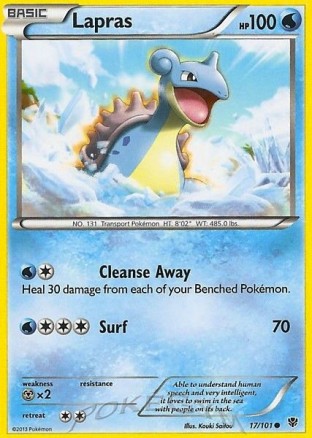 BASIC Lapras HP100
NO. 131 Transport Pokémon HT: 8'02" WT: 485.0 lbs.
Cleanse Away
Heal 30 damage from each of your Benched Pokémon.
Surf 70
weakness resistance
×2
retreat
Able to understand human
speech and very intelligent,
it loves to swim in the sea
with people on its back.
Illus. Kouki Saitou 17/101
©2013 Pokémon